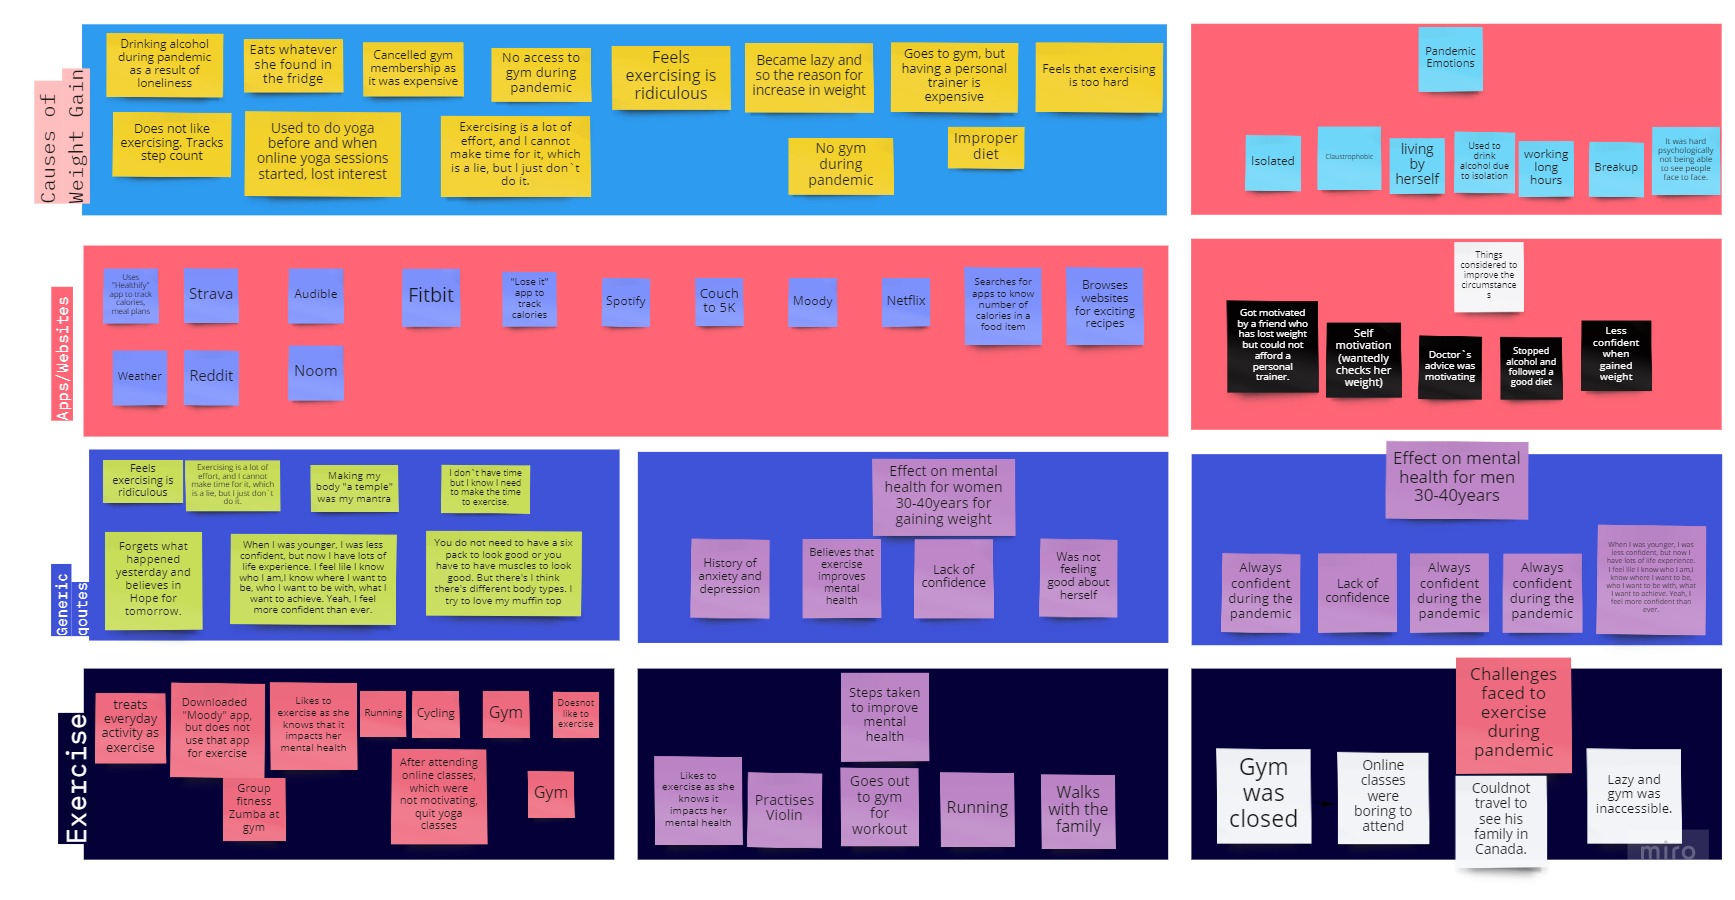 Causes of
Weight Gain
Drinking alcohol
during pandemic
as a result of
loneliness
Eats whatever
she found in
the fridge
Cancelled gym
membership as
it was expensive
No access to
gym during
pandemic
Feels
exercising is
ridiculous
Became lazy and
so the reason for
increase in weight
Goes to gym, but
having a personal
trainer is
expensive
Feels that exercising
is too hard
Does not like
exercising. Tracks
step count
Used to do yoga
before and when
online yoga sessions
started, lost interest
Exercising is a lot of
effort, and I cannot
make time for it, which
is a lie, but I just don`t
do it.
No gym
during
pandemic
Improper
diet
Pandemic
Emotions
Isolated
Claustrophobic
living
by
herself
Used to
drink
alcohol due
to isolation
working
long
hours
Breakup
It was hard
psychologically
not being able
to see people
face to face.
Apps/Websites
Uses
"Healthify"
app to track
calories,
meal plans
Strava
Audible
Fitbit
"Lose it"
app to
track
calories
Spotify
Couch
to 5K
Moody
Netflix
Searches for
apps to know
number of
calories in a
food item
Browses
websites
for exciting
recipes
Weather
Reddit
Noom
Things
considered to
improve the
circumstance
s
Got motivated
by a friend who
has lost weight
but could not
afford a
personal
trainer.
Self
motivation
(wantedly
checks her
weight)
Doctor`s
advice was
motivating
Stopped
alcohol and
followed a
good diet
Less
confident
when
gained
weight
Generic
qoutes
Feels
exercising is
ridiculous
Exercising is a lot of
effort, and I cannot
make time for it, which
is a lie, but I just don`t
do it.
Making my
body "a temple"
was my mantra
I don`t have time
but I know I need
to make the time
to exercise.
Forgets what
happened
yesterday and
believes in
Hope for
tomorrow.
When I was younger, I was less
confident, but now I have lots of
life experience. I feel lile I know
who I am,I know where I want to
be, who I want to be with, what I
want to achieve. Yeah, I feel
more confident than ever.
You do not need to have a six
pack to look good or you
have to have muscles to look
good. But there's I think
there's different body types. I
try to love my muffin top
Effect on mental
health for women
30-40years for
gaining weight
History of
anxiety and
depression
Believes that
exercise
improves
mental
health
Lack of
confidence
Was not
feeling
good about
herself
Effect on mental
health for men
30-40years
Always
confident
during the
pandemic
Lack of
confidence
Always
confident
during the
pandemic
Always
confident
during the
pandemic
When I was younger, I was
less confident, but now I
have lots of life experience.
I feel lile I know who I am,I
know where I want to be,
who I want to be with, what
I want to achieve. Yeah, I
feel more confident than
ever.
Exercise
treats
everyday
activity as
exercise
Downloaded
"Moody" app,
but does not
use that app
for exercise
Likes to
exercise as she
knows that it
impacts her
mental health
Running
Cycling
Gym
Doesnot
like to
exercise
Group
fitness
Zumba at
gym
After attending
online classes,
which were
not motivating,
quit yoga
classes
Gym
Steps taken
to improve
mental
health
Likes to
exercise as she
knows it
impacts her
mental health
Practises
Violin
Goes out
to gym
for
workout
Running
Walks
with the
family
Challenges
faced to
exercise
during
pandemic
Gym
was
closed
Online
classes
were
boring to
attend
Couldnot
travel to
see his
family in
Canada.
Lazy and
gym was
inaccessible.
miro